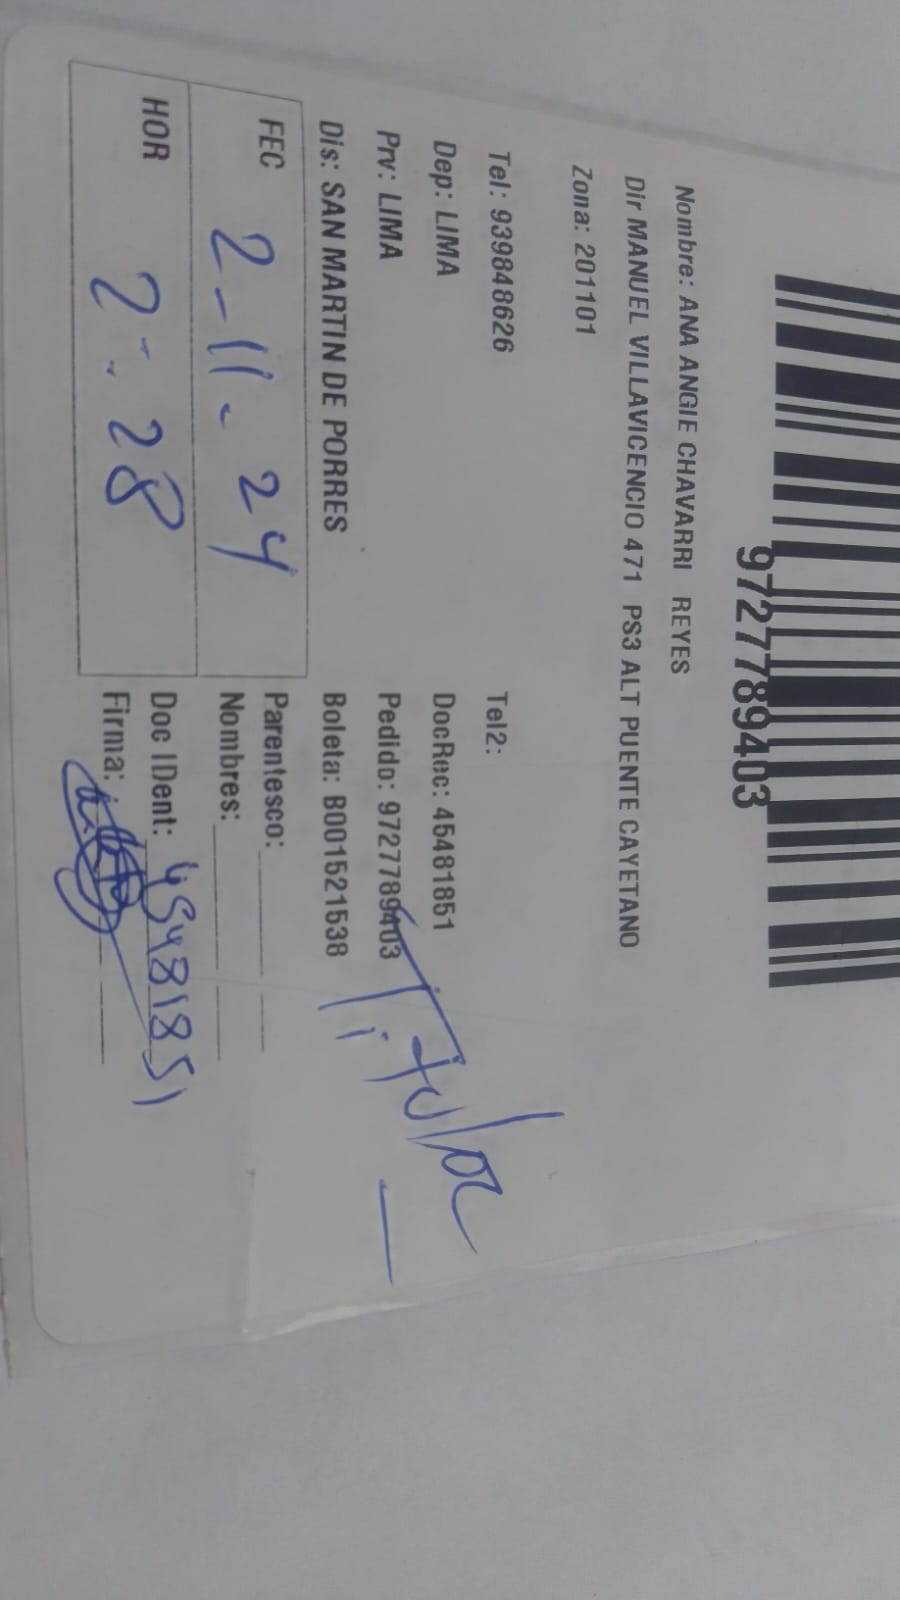 9727789403
Nombre: ANA ANGIE CHAVARRI REYES
Dir MANUEL VILLAVICENCIO 471 PS3 ALT PUENTE CAYETANO
Zona: 201101
Tel: 939848626 Tel2:
Dep: LIMA DocRec: 45481851
Prv: LIMA Pedido: 9727789403
Dis: SAN MARTIN DE PORRES Boleta: B001521538
Titular
FEC 2-11-24 Parentesco:
Nombres:
HOR 2:28 Doc IDent: 45481851
Firma: